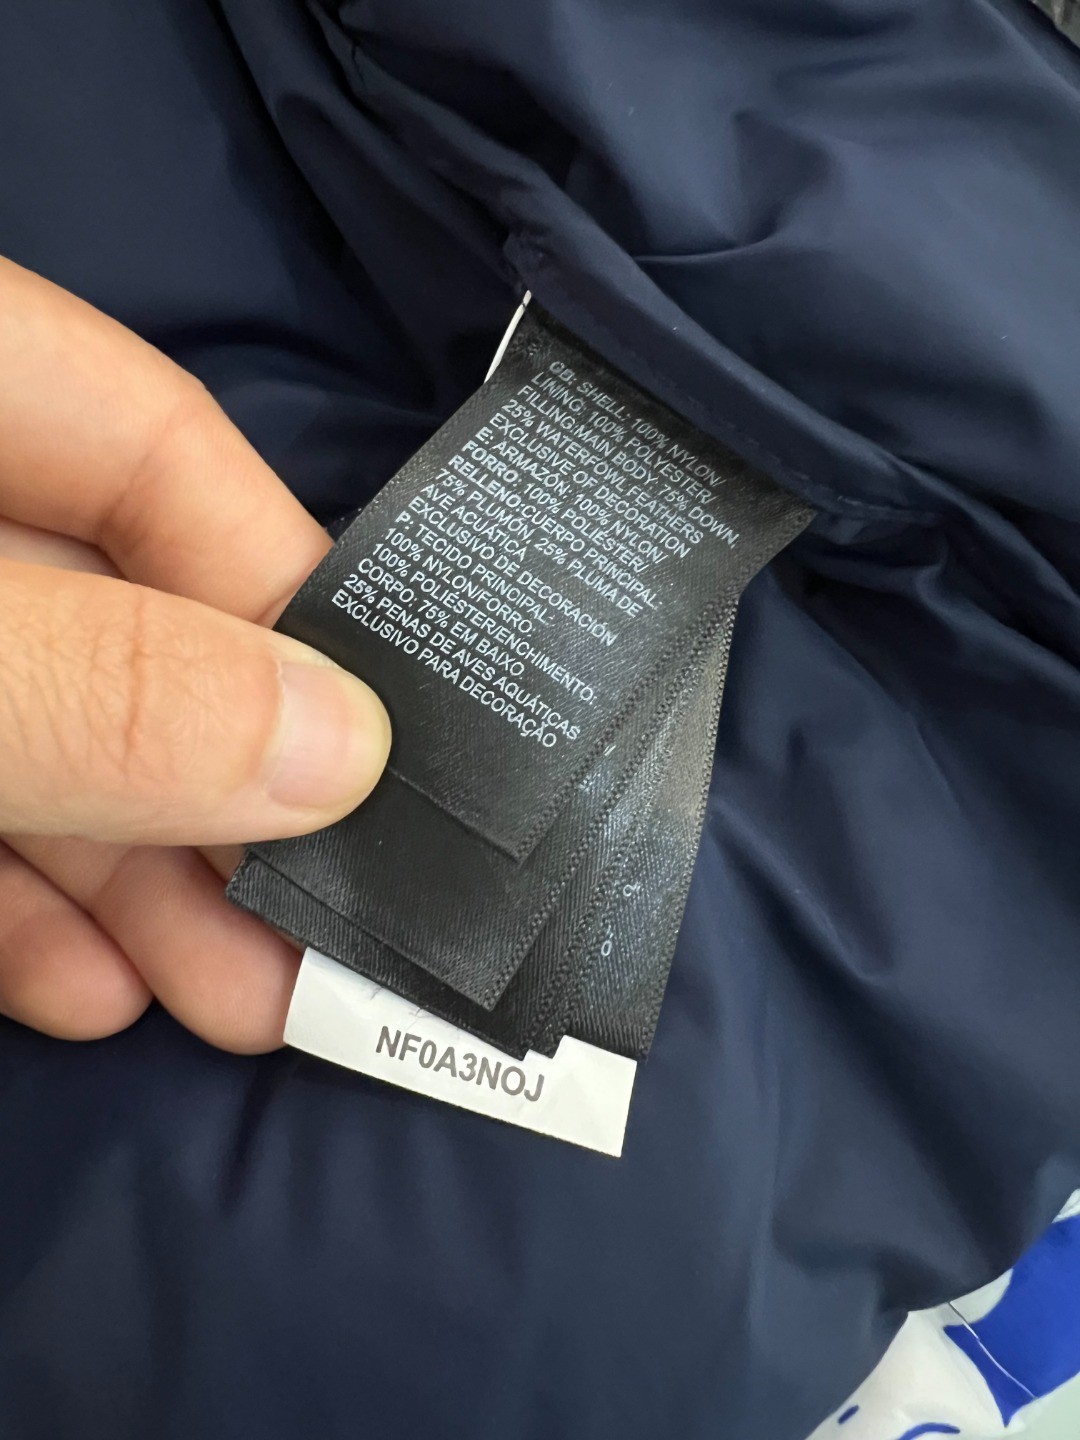 GB: SHELL: 100% NYLON/
LINING: 100% POLYESTER/
FILLING:MAIN BODY 75% DOWN,
25% WATERFOWL FEATHERS
EXCLUSIVE OF DECORATION
E: ARMAZÓN: 100% NYLON/
FORRO: 100% POLIÉSTER/
RELLENO:CUERPO PRINCIPAL:
75% PLUMÓN, 25% PLUMA DE
AVE ACUÁTICA
EXCLUSIVO DE DECORACIÓN
P: TECIDO PRINCIPAL:
100% NYLON/FORRO:
100% POLIÉSTER/ENCHIMENTO:
CORPO: 75% EM BAIXO,
25% PENAS DE AVES AQUÁTICAS
EXCLUSIVO PARA DECORAÇÃO
NF0A3NOJ